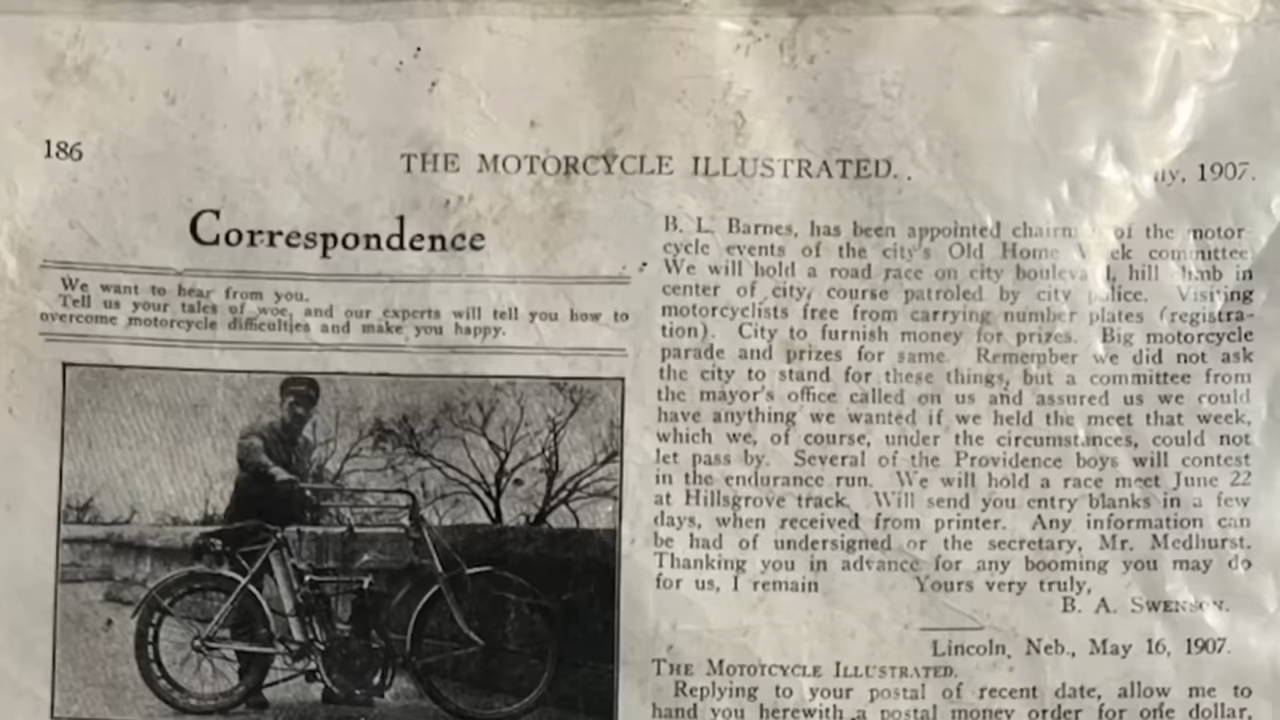 186
THE MOTORCYCLE ILLUSTRATED.
1907.
Correspondence
We want to hear from you.
Tell us your tales of woe, and our experts will tell you how to
overcome motorcycle difficulties and make you happy.
B. L. Barnes, has been appointed of the motor-
cycle events of the city's Old Home committee
We will hold a road race on city hill climb in
center of city, course patroled by city police. Visiting
motorcyclists free from carrying number plates (registra-
tion). City to furnish money for prizes. Big motorcycle
parade and prizes for same. Remember we did not ask
the city to stand for these things, but a committee from
the mayor's office called on us and assured us we could
have anything we wanted if we held the meet that week,
which we, of course, under the circumstances, could not
let pass by. Several of the Providence boys will contest
in the endurance run. We will hold a race meet June 22
at Hillsgrove track. Will send you entry blanks in a few
days, when received from printer. Any information can
be had of undersigned or the secretary, Mr. Medhurst.
Thanking you in advance for any booming you may do
for us, I remain Yours very truly,
B. A. SWENSON.
Lincoln, Neb., May 16, 1907.
THE MOTOTCYCLE ILLUSTRATED.
Replying to your postal of recent date, allow me to
hand you herewith a postal money order for one dollar,